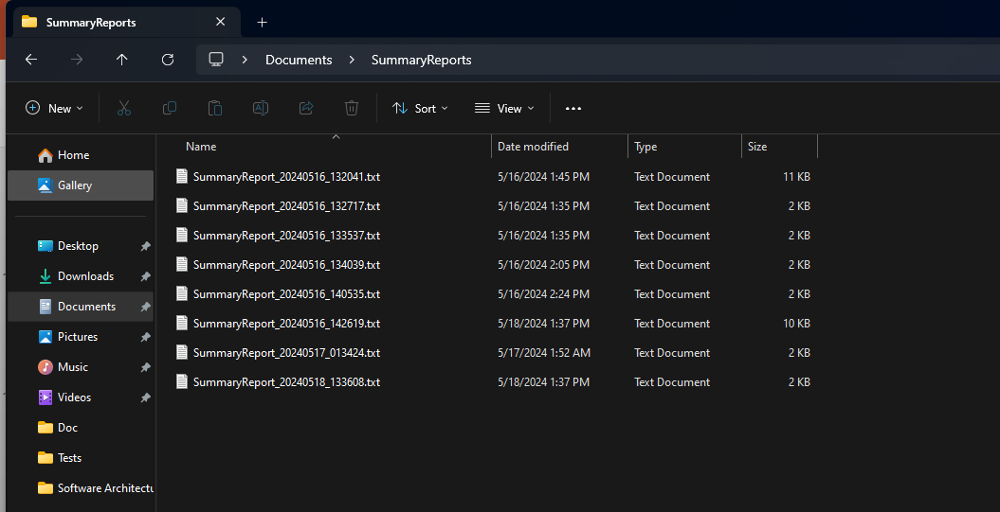 SummaryReports
Documents > SummaryReports
New Sort View
Name Date modified Type Size
Home
Gallery
Desktop
Downloads
Documents
Pictures
Music
Videos
Doc
Tests
Software Architectu
SummaryReport_20240516_132041.txt 5/16/2024 1:45 PM Text Document 11 KB
SummaryReport_20240516_132717.txt 5/16/2024 1:35 PM Text Document 2 KB
SummaryReport_20240516_133537.txt 5/16/2024 1:35 PM Text Document 2 KB
SummaryReport_20240516_134039.txt 5/16/2024 2:05 PM Text Document 2 KB
SummaryReport_20240516_140535.txt 5/16/2024 2:24 PM Text Document 2 KB
SummaryReport_20240516_142619.txt 5/18/2024 1:37 PM Text Document 10 KB
SummaryReport_20240517_013424.txt 5/17/2024 1:52 AM Text Document 2 KB
SummaryReport_20240518_133608.txt 5/18/2024 1:37 PM Text Document 2 KB